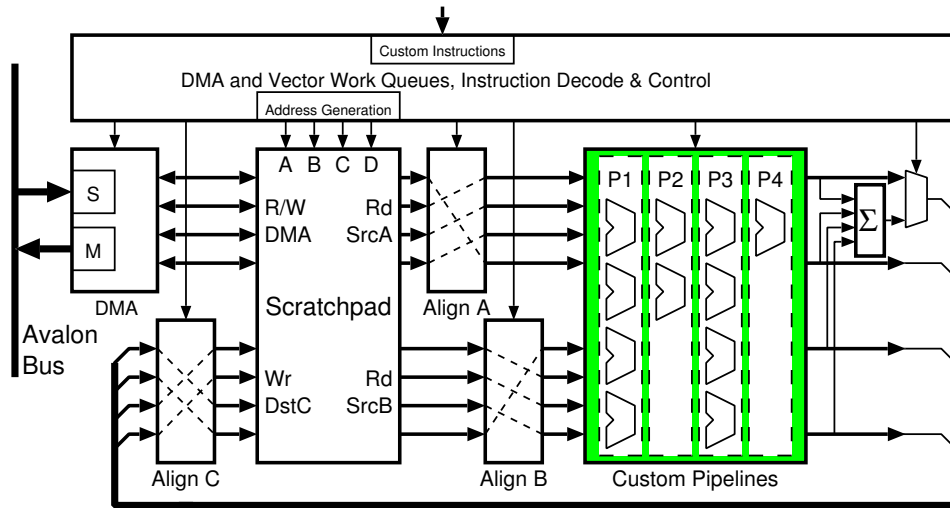 Custom Instructions
DMA and Vector Work Queues, Instruction Decode & Control
Address Generation
A B C D
P1 P2 P3 P4
S
R/W
Rd
DMA
SrcA
M
Σ
DMA
Scratchpad
Align A
Avalon
Bus
Wr
Rd
DstC
SrcB
Align C
Align B
Custom Pipelines